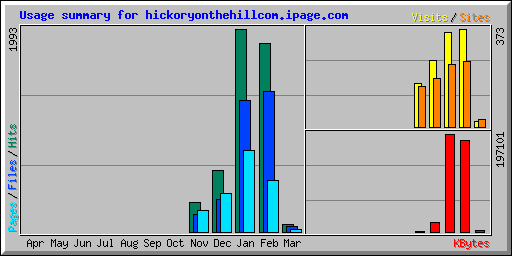 Usage summary for hickoryonthehillcom.ipage.com
Visits/Sites
1993
373
Pages/Files/Hits
197101
Apr May Jun Jul Aug Sep Oct Nov Dec Jan Feb Mar
KBytes